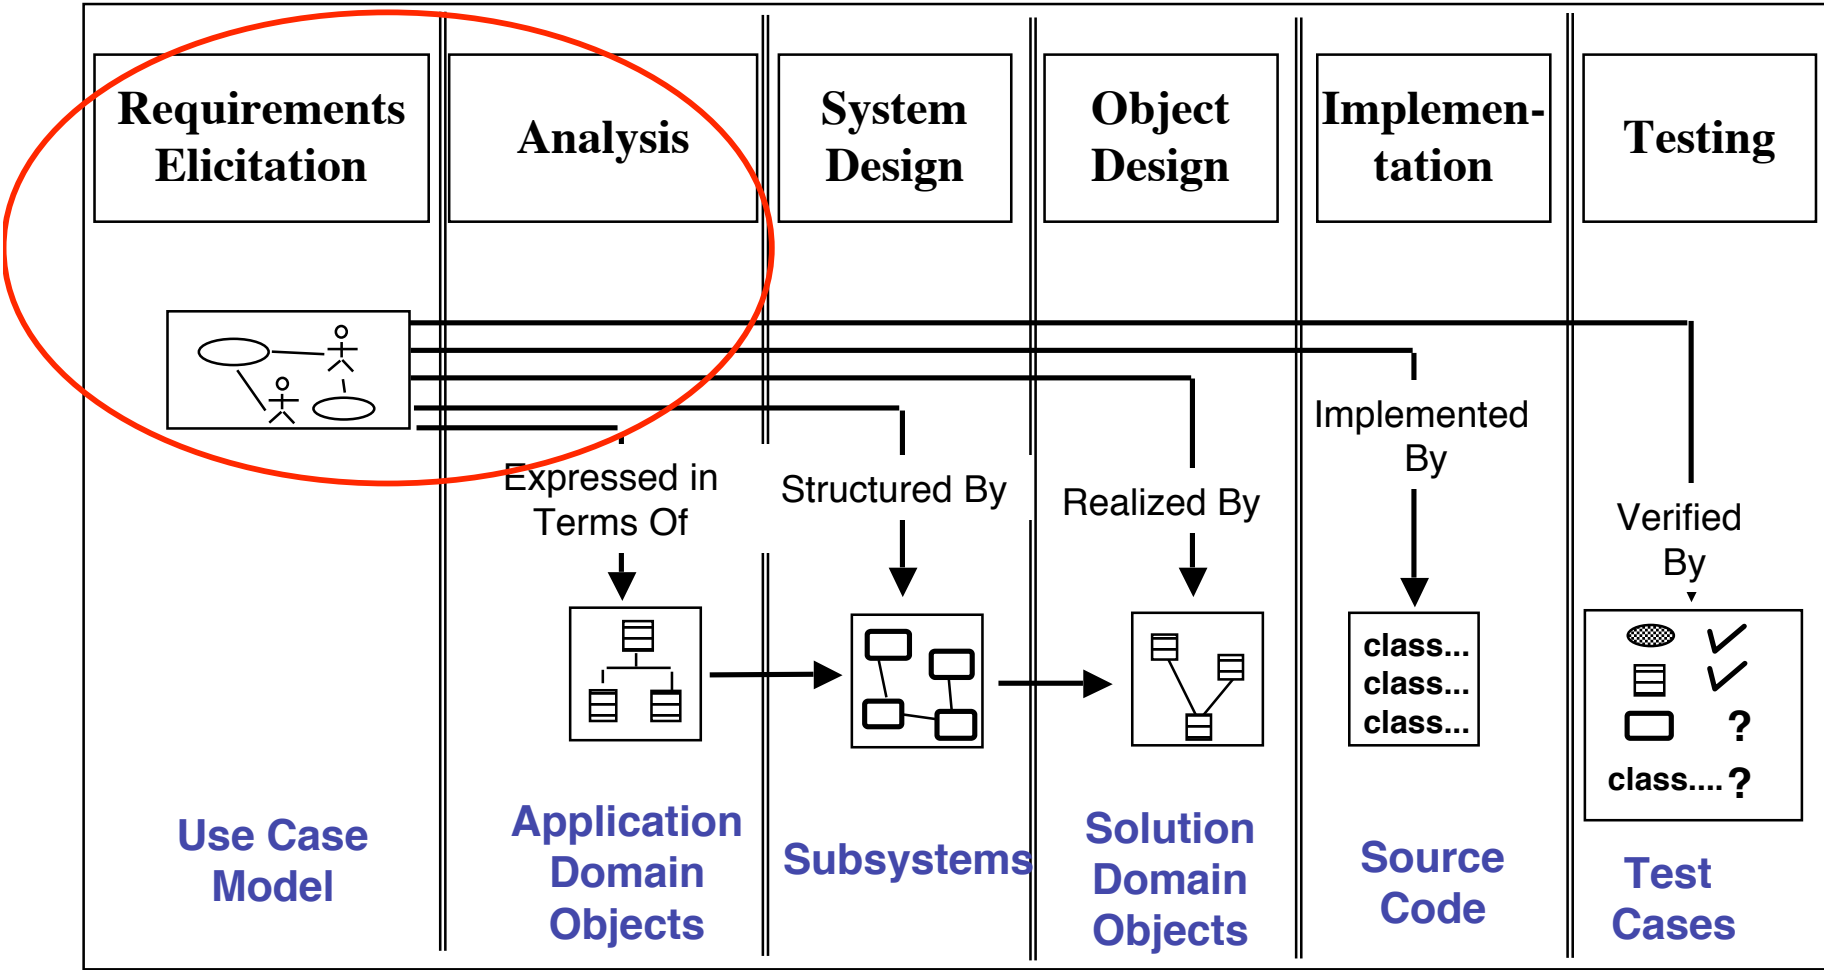 Requirements
Elicitation
Analysis
System
Design
Object
Design
Implemen-
tation
Testing
Expressed in
Terms Of
Structured By
Realized By
Implemented
By
Verified
By
class...
class...
class...
?
class....?
Use Case
Model
Application
Domain
Objects
Subsystems
Solution
Domain
Objects
Source
Code
Test
Cases